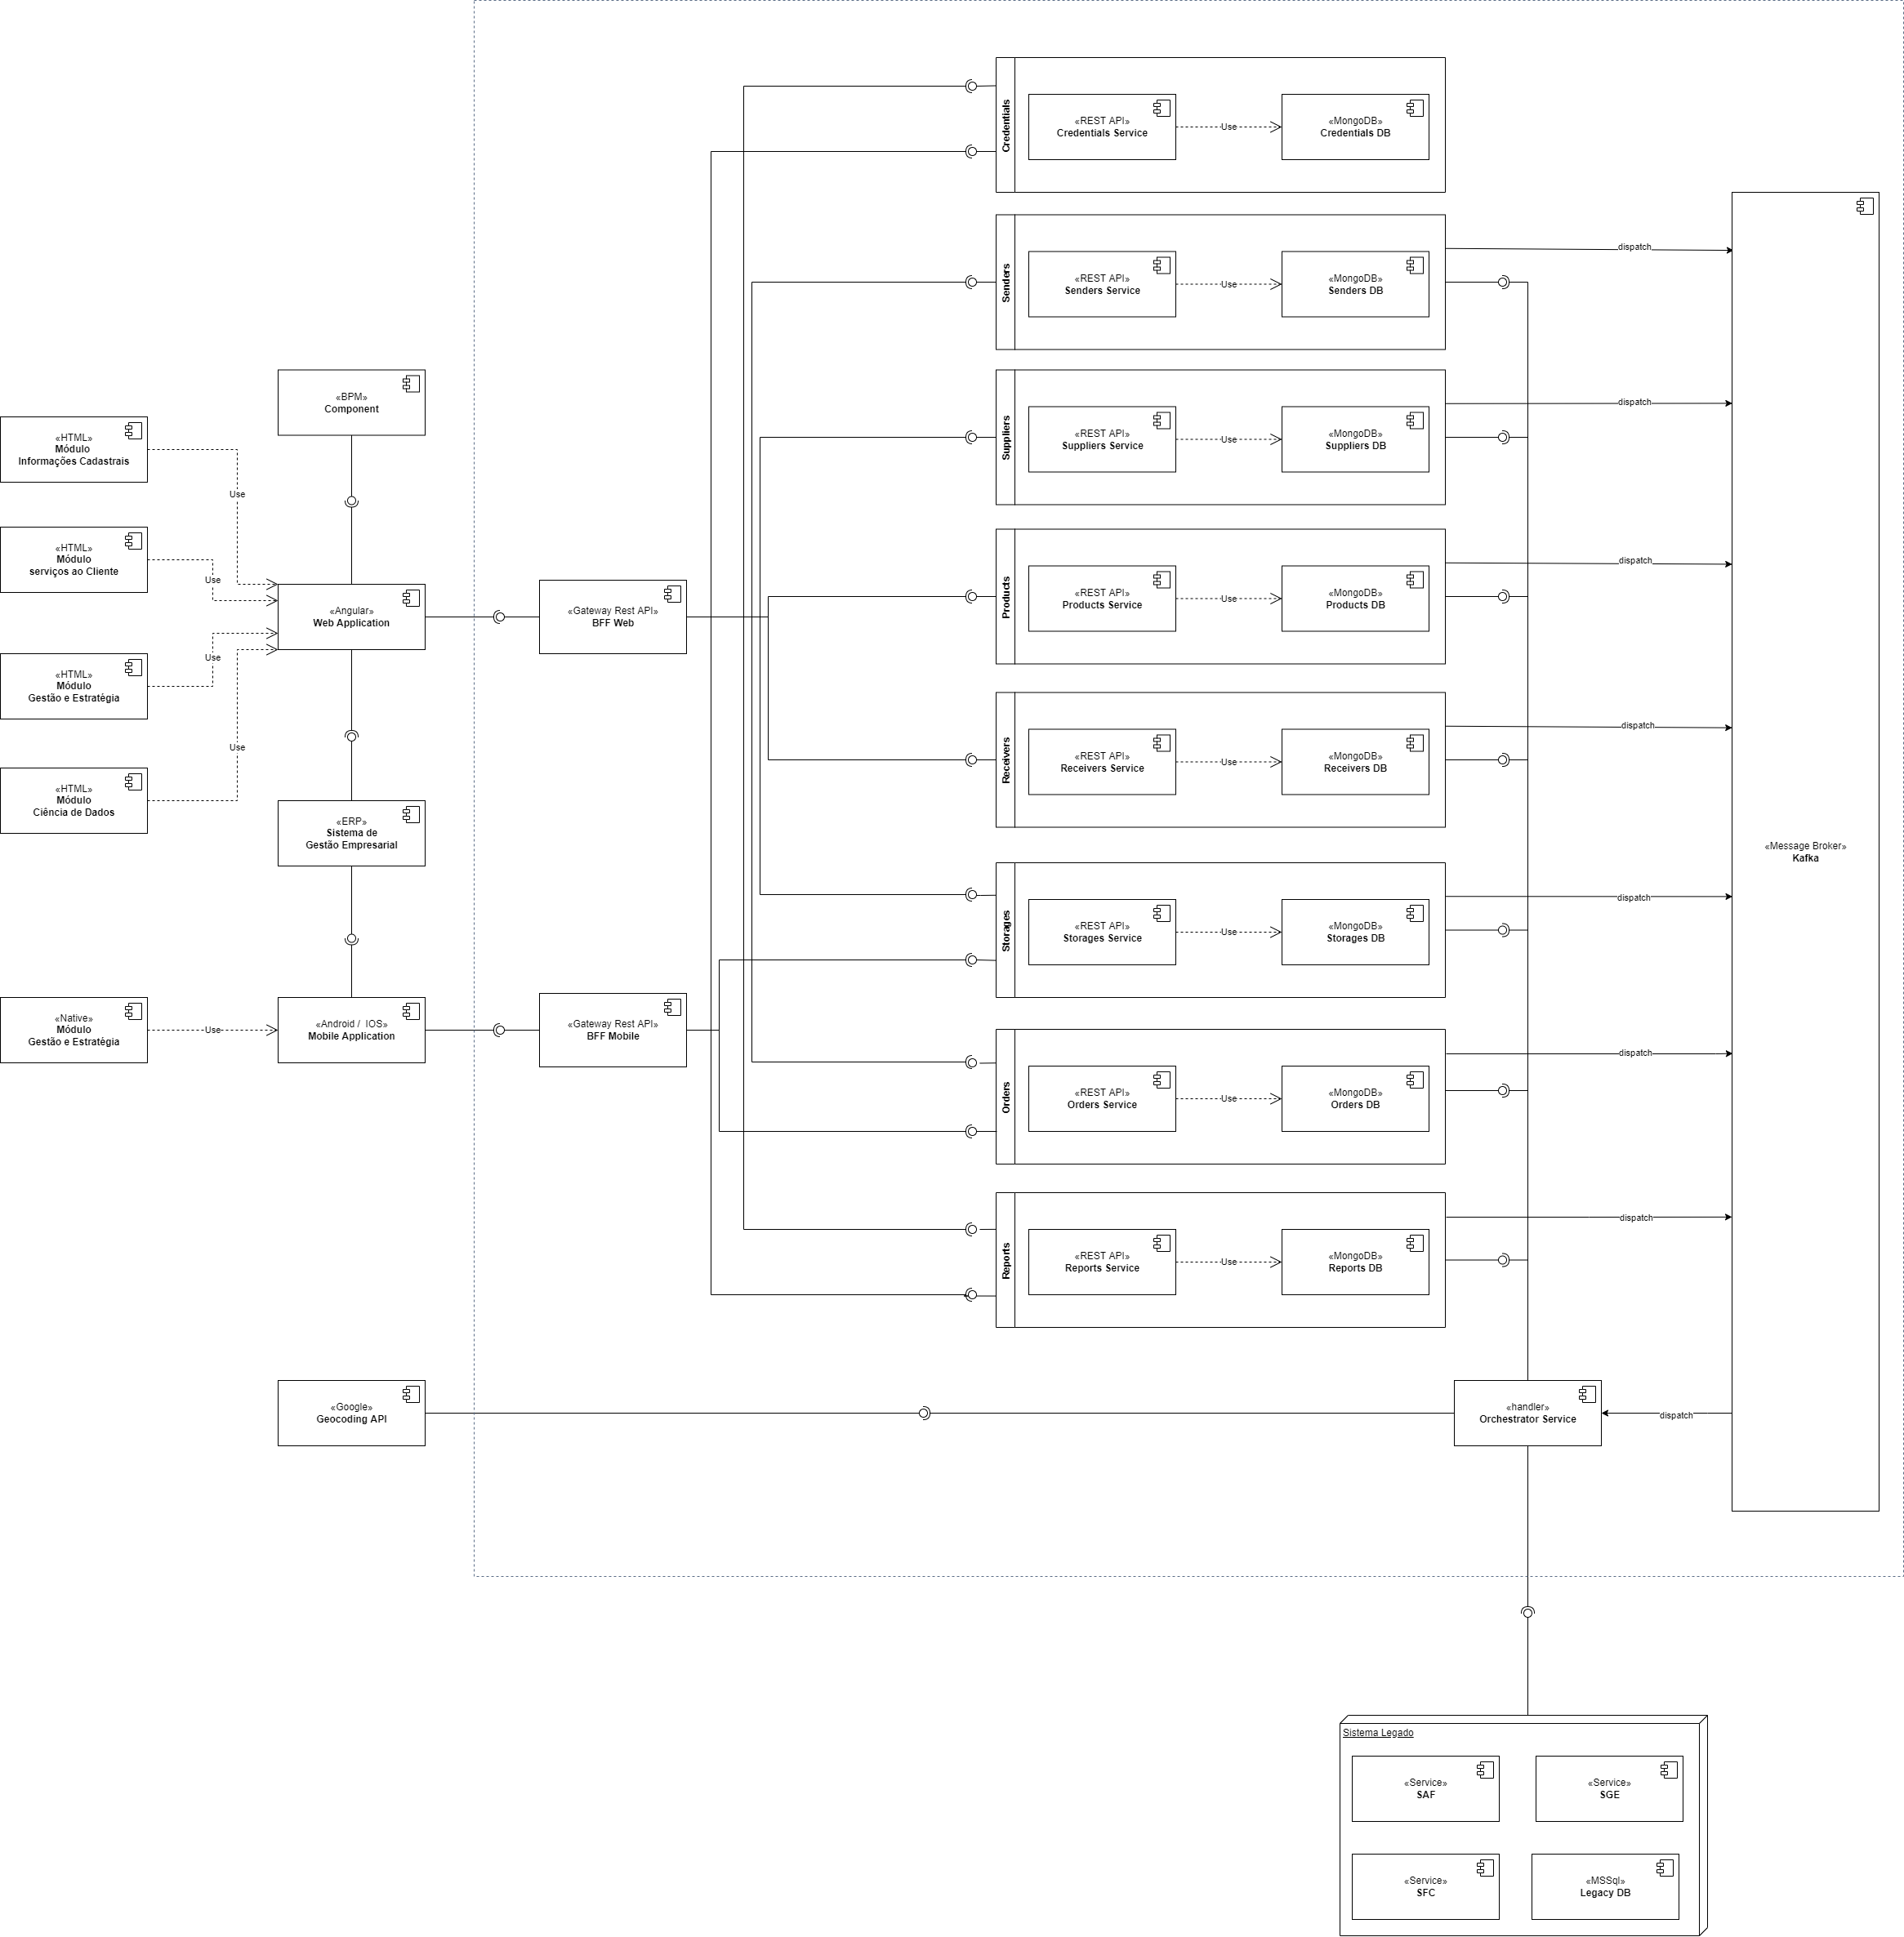 Credentials
«REST API»
Credentials Service
Use
«MongoDB»
Credentials DB
Senders
«REST API»
Senders Service
Use
«MongoDB»
Senders DB
dispatch
Suppliers
«REST API»
Suppliers Service
Use
«MongoDB»
Suppliers DB
dispatch
Products
«REST API»
Products Service
Use
«MongoDB»
Products DB
dispatch
Receivers
«REST API»
Receivers Service
Use
«MongoDB»
Receivers DB
dispatch
Storages
«REST API»
Storages Service
Use
«MongoDB»
Storages DB
dispatch
Orders
«REST API»
Orders Service
Use
«MongoDB»
Orders DB
dispatch
Reports
«REST API»
Reports Service
Use
«MongoDB»
Reports DB
dispatch
«Message Broker»
Kafka
«BPM»
Component
«HTML»
Módulo
Informações Cadastrais
Use
«HTML»
Módulo
serviços ao Cliente
Use
«Angular»
Web Application
«Gateway Rest API»
BFF Web
«HTML»
Módulo
Gestão e Estratégia
Use
«HTML»
Módulo
Ciência de Dados
Use
«ERP»
Sistema de
Gestão Empresarial
«Native»
Módulo
Gestão e Estratégia
Use
«Android / IOS»
Mobile Application
«Gateway Rest API»
BFF Mobile
«Google»
Geocoding API
«handler»
Orchestrator Service
dispatch
Sistema Legado
«Service»
SAF
«Service»
SGE
«Service»
SFC
«MSSql»
Legacy DB